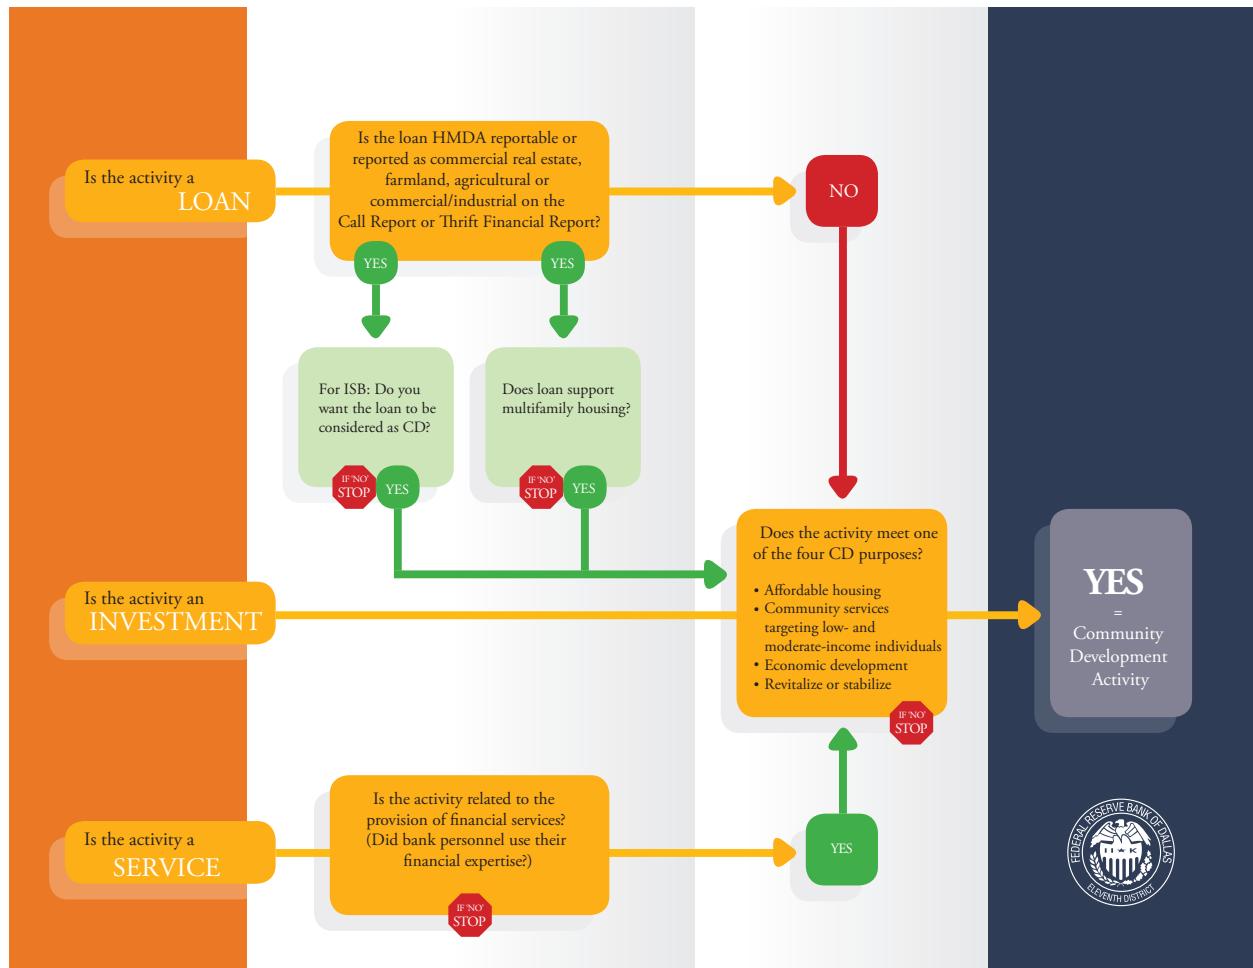 Is the activity a
LOAN
Is the loan HMDA reportable or
reported as commercial real estate,
farmland, agricultural or
commercial/industrial on the
Call Report or Thrift Financial Report?
NO
YES
YES
For ISB: Do you
want the loan to be
considered as CD?
IF 'NO'
STOP
YES
Does loan support
multifamily housing?
IF 'NO'
STOP
YES
Is the activity an
INVESTMENT
Does the activity meet one
of the four CD purposes?
• Affordable housing
• Community services
targeting low- and
moderate-income individuals
• Economic development
• Revitalize or stabilize
IF 'NO'
STOP
YES
=
Community
Development
Activity
Is the activity a
SERVICE
Is the activity related to the
provision of financial services?
(Did bank personnel use their
financial expertise?)
IF 'NO'
STOP
YES
FEDERAL RESERVE BANK OF DALLAS
11 K
ELEVENTH DISTRICT